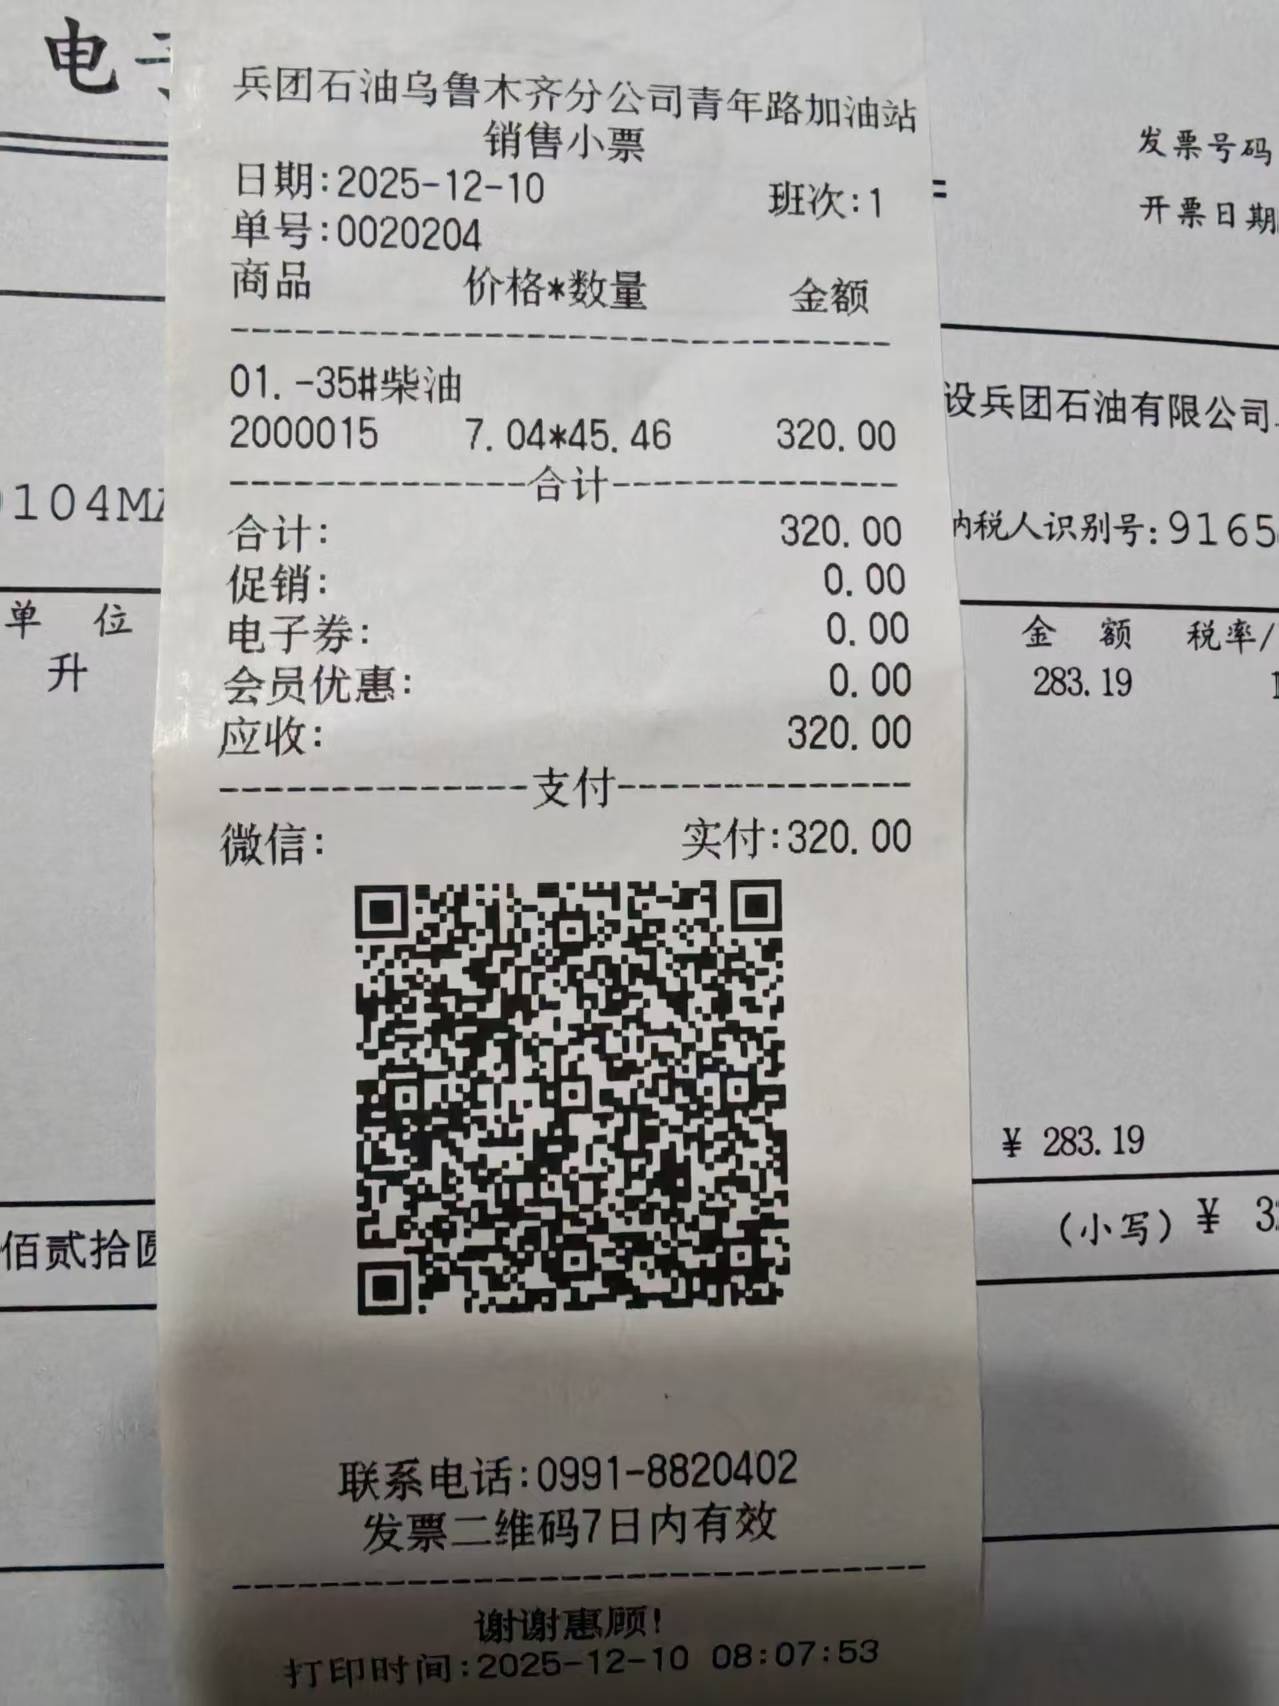 电子
兵团石油乌鲁木齐分公司青年路加油站
销售小票
日期:2025-12-10 班次:1
单号:0020204
商品 价格*数量 金额
01.-35#柴油
2000015 7.04*45.46 320.00
合计
合计: 320.00
促销: 0.00
电子券: 0.00
会员优惠: 0.00
应收: 320.00
支付
微信: 实付:320.00
联系电话:0991-8820402
发票二维码7日内有效
谢谢惠顾!
打印时间:2025-12-10 08:07:53
0104MA
单 位
升
佰贰拾圆
发票号码
开票日期
设兵团石油有限公司
纳税人识别号:9165
金 额 税率/
283.19 1
¥ 283.19
(小写) ¥ 3